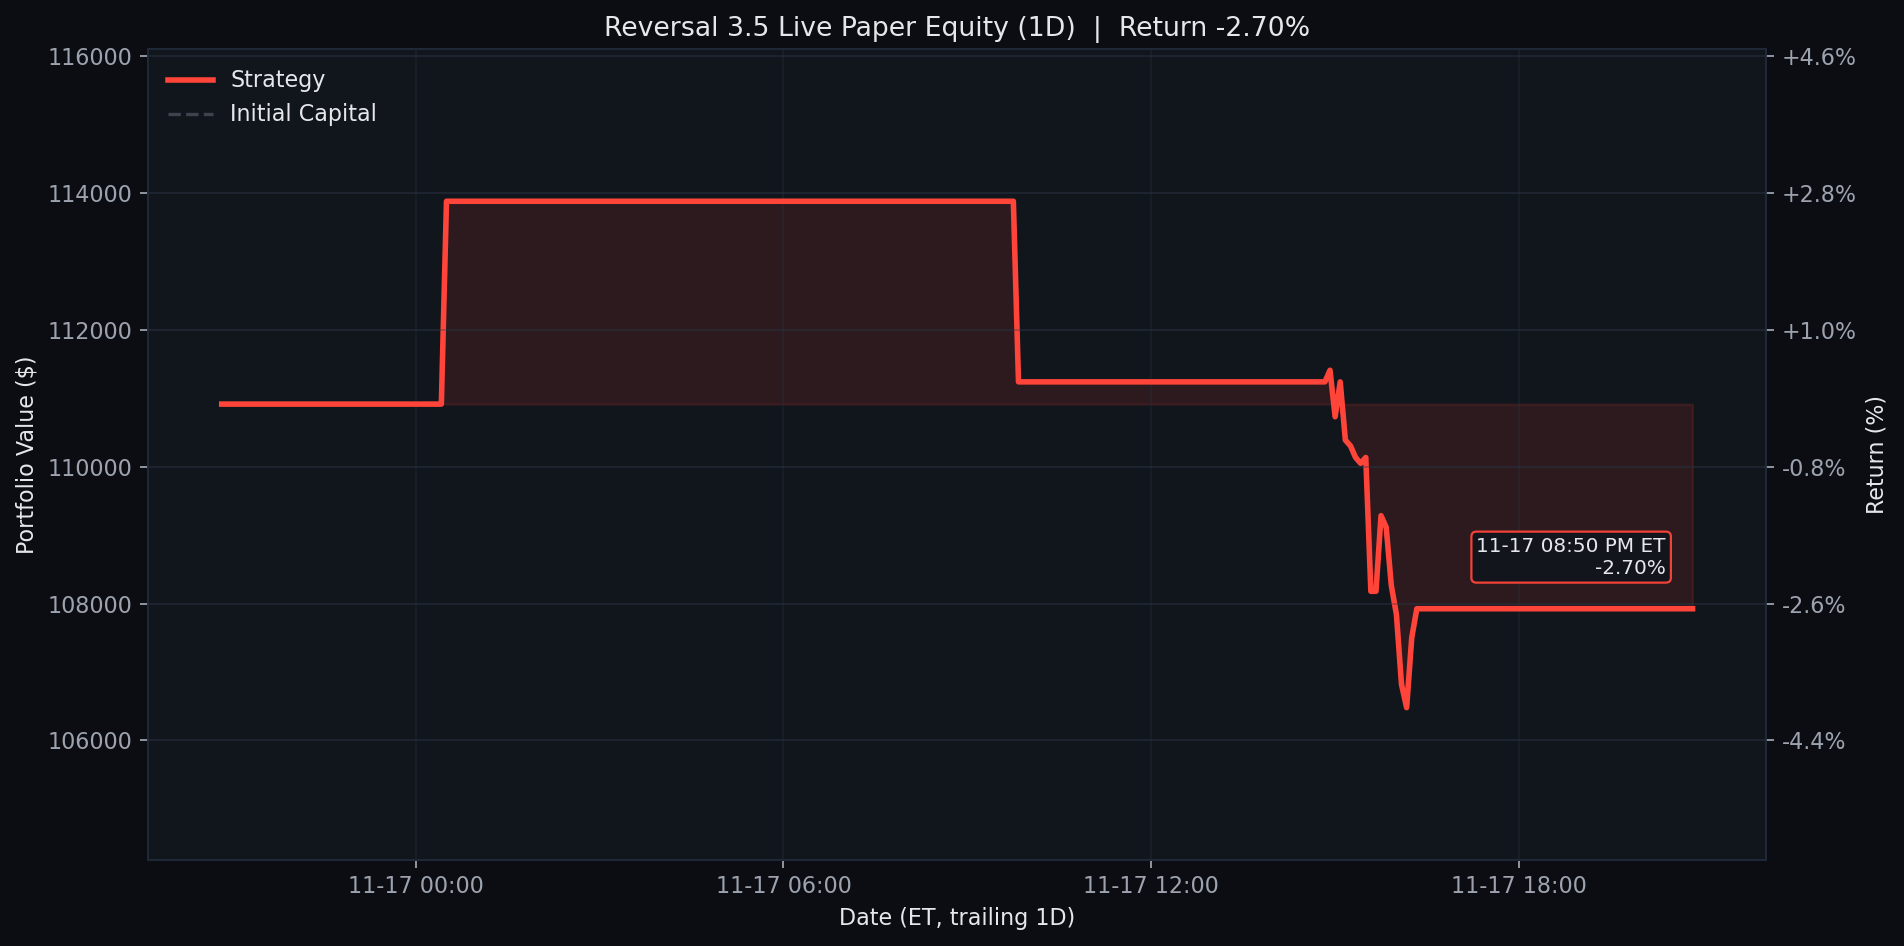 Reversal 3.5 Live Paper Equity (1D)  |  Return -2.70%
Strategy
Initial Capital
Portfolio Value ($)
116000
114000
112000
110000
108000
106000
+4.6%
+2.8%
+1.0%
-0.8%
-2.6%
-4.4%
Return (%)
11-17 08:50 PM ET
-2.70%
11-17 00:00
11-17 06:00
11-17 12:00
11-17 18:00
Date (ET, trailing 1D)